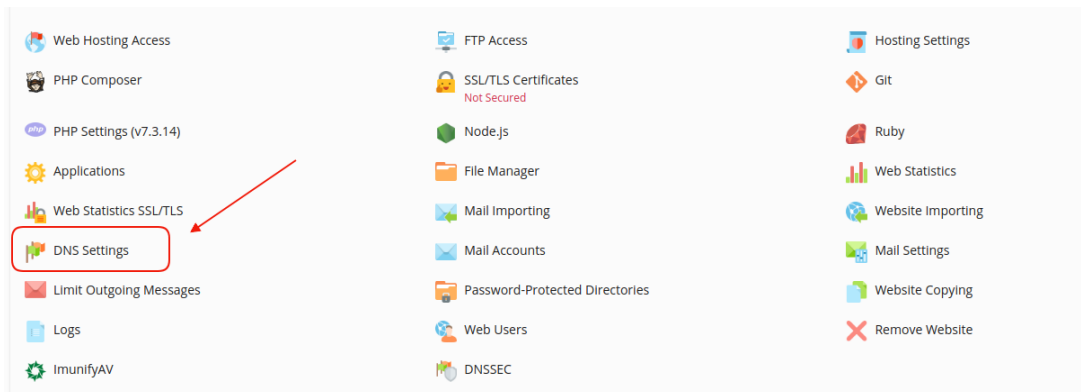 Web Hosting Access
FTP Access
Hosting Settings
PHP Composer
SSL/TLS Certificates
Not Secured
Git
php
PHP Settings (v7.3.14)
Node.js
Ruby
Applications
File Manager
Web Statistics
Web Statistics SSL/TLS
Mail Importing
Website Importing
DNS Settings
Mail Accounts
Mail Settings
Limit Outgoing Messages
Password-Protected Directories
Website Copying
Logs
Web Users
Remove Website
ImunifyAV
DNSSEC